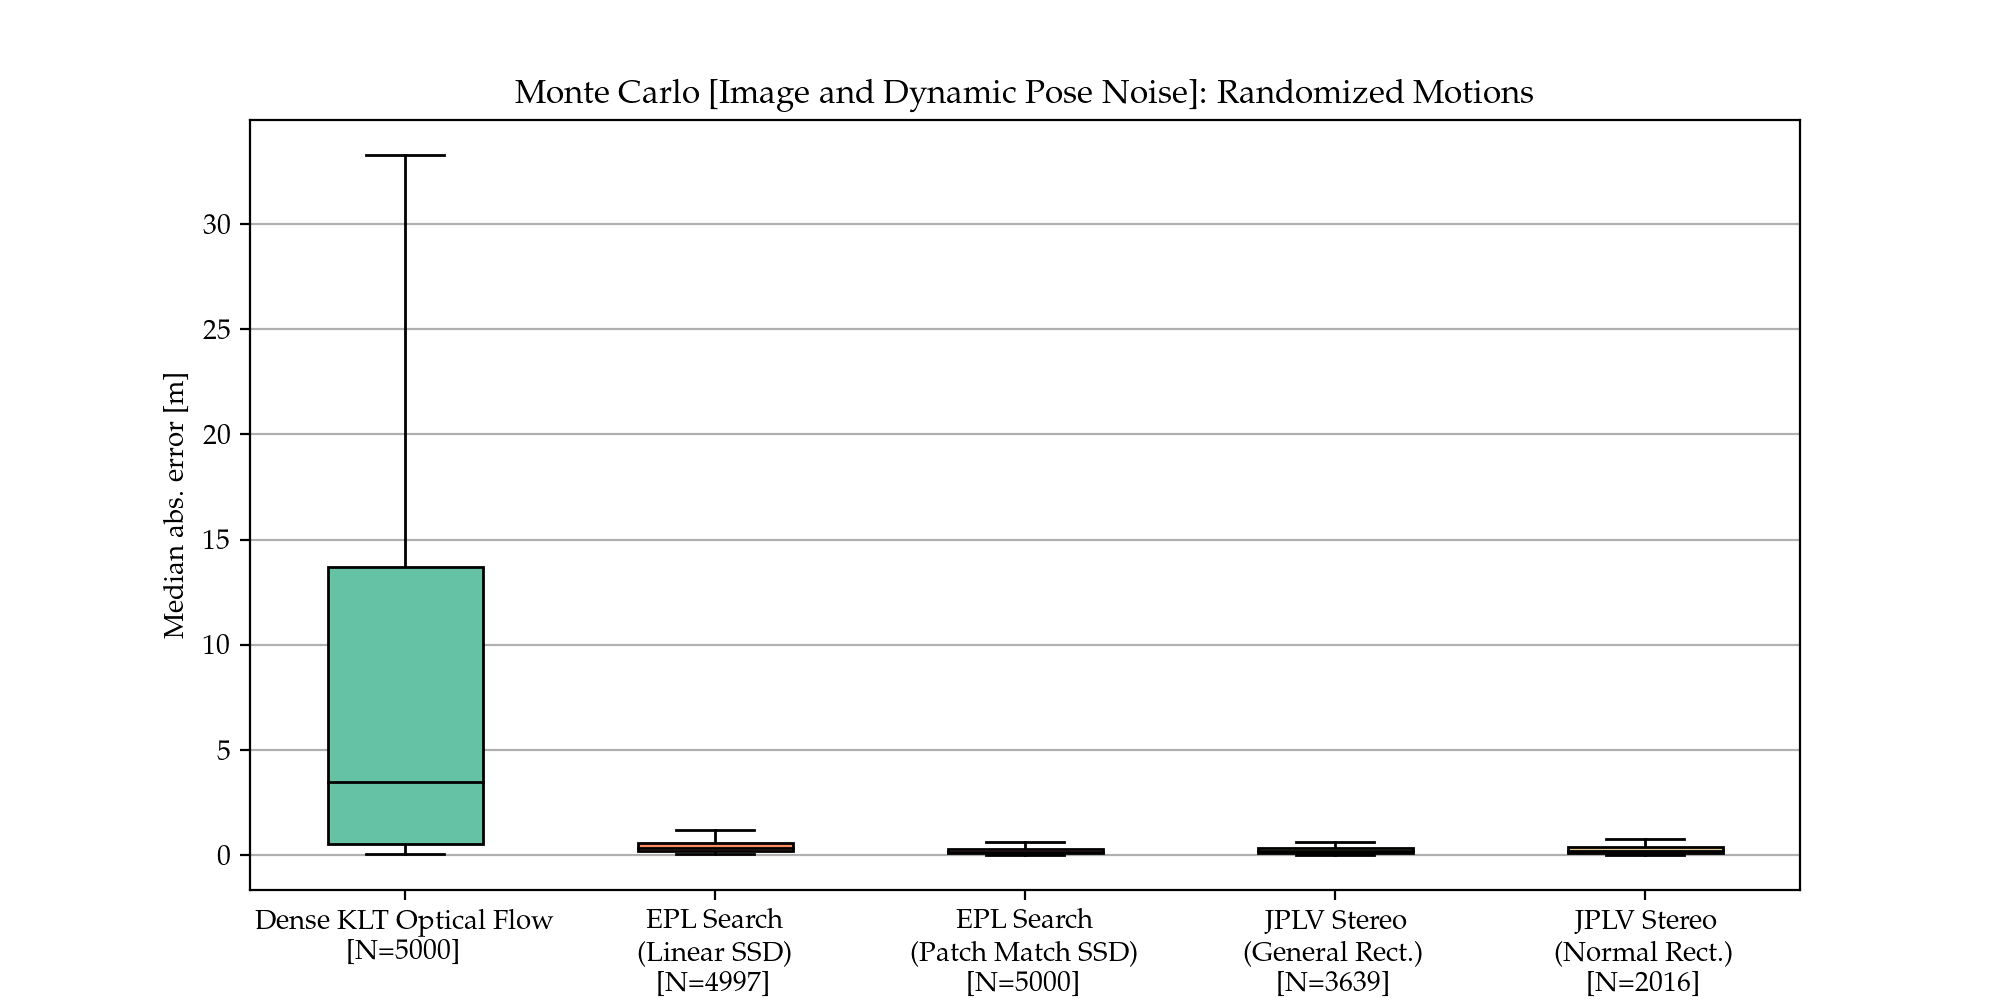 Monte Carlo [Image and Dynamic Pose Noise]: Randomized Motions
Median abs. error [m]
30
25
20
15
10
5
0
Dense KLT Optical Flow
[N=5000]
EPL Search
(Linear SSD)
[N=4997]
EPL Search
(Patch Match SSD)
[N=5000]
JPLV Stereo
(General Rect.)
[N=3639]
JPLV Stereo
(Normal Rect.)
[N=2016]